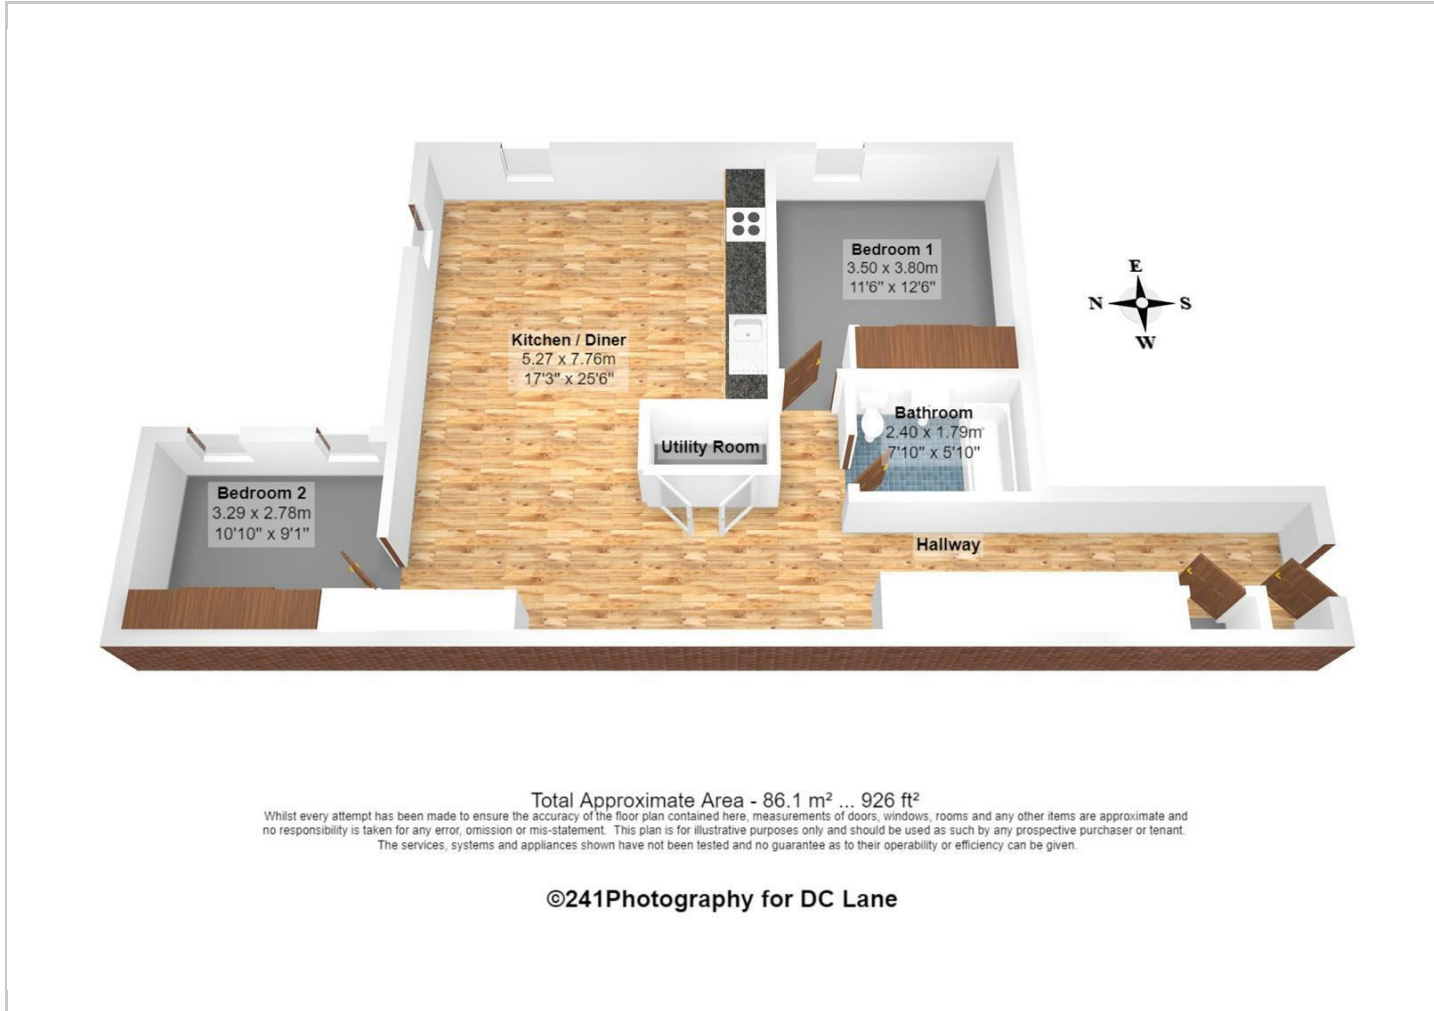 Bedroom 1
3.50 x 3.80m
11'6" x 12'6"
E
N S
W
Kitchen / Diner
5.27 x 7.76m
17'3" x 25'6"
Bathroom
2.40 x 1.79m
7'10" x 5'10"
Utility Room
Bedroom 2
3.29 x 2.78m
10'10" x 9'1"
Hallway
Total Approximate Area - 86.1 m² ... 926 ft²
Whilst every attempt has been made to ensure the accuracy of the floor plan contained here, measurements of doors, windows, rooms and any other items are approximate and
no responsibility is taken for any error, omission or mis-statement. This plan is for illustrative purposes only and should be used as such by any prospective purchaser or tenant.
The services, systems and appliances shown have not been tested and no guarantee as to their operability or efficiency can be given.
©241Photography for DC Lane